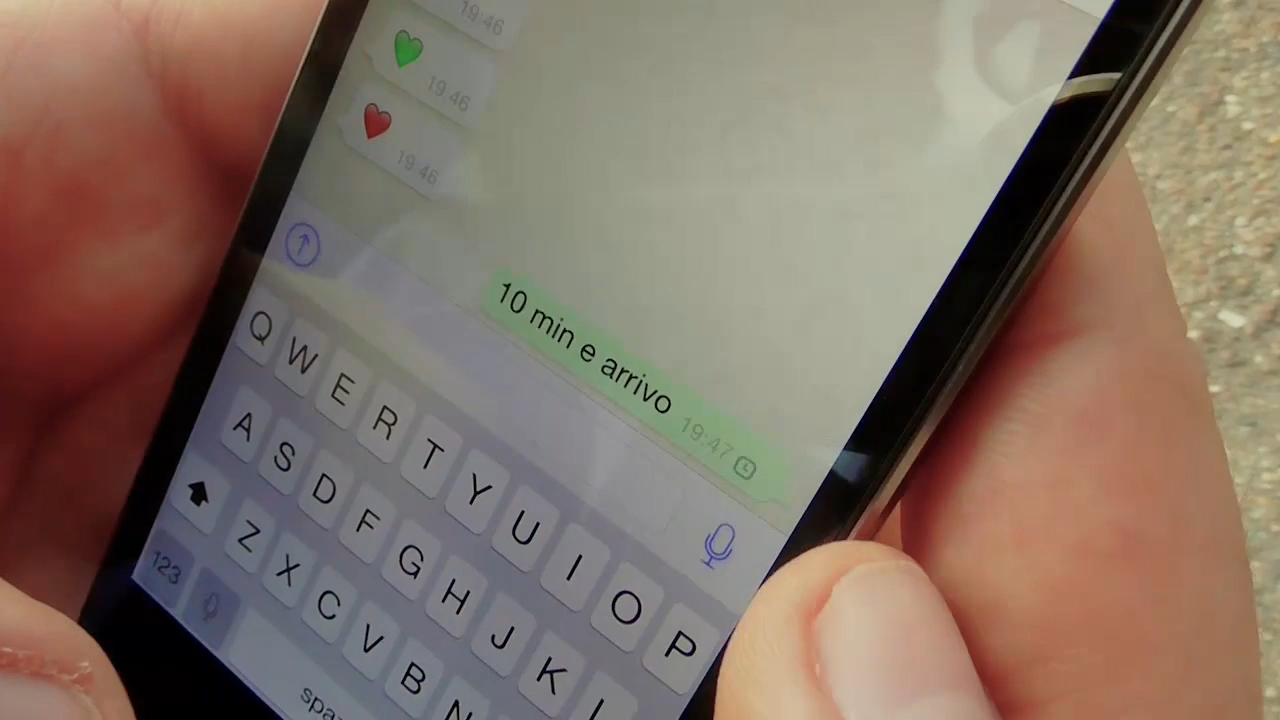 19:46
19:46
19:46
10 min e arrivo 19:47
Q W E R T Y U I O P
A S D F G H J K
Z X C V B N
123